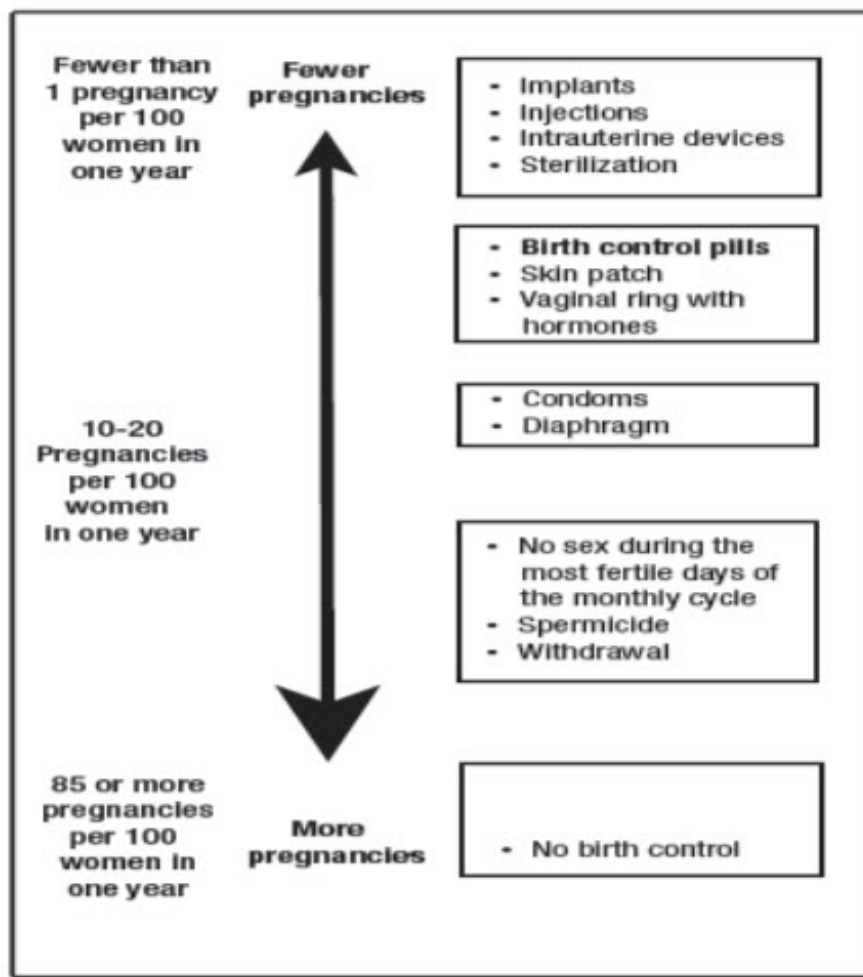 Fewer than
1 pregnancy
per 100
women in
one year
Fewer
pregnancies
• Implants
• Injections
• Intrauterine devices
• Sterilization
• Birth control pills
• Skin patch
• Vaginal ring with
hormones
10-20
Pregnancies
per 100
women
in one year
• Condoms
• Diaphragm
• No sex during the
most fertile days of
the monthly cycle
• Spermicide
• Withdrawal
85 or more
pregnancies
per 100
women in
one year
More
pregnancies
• No birth control